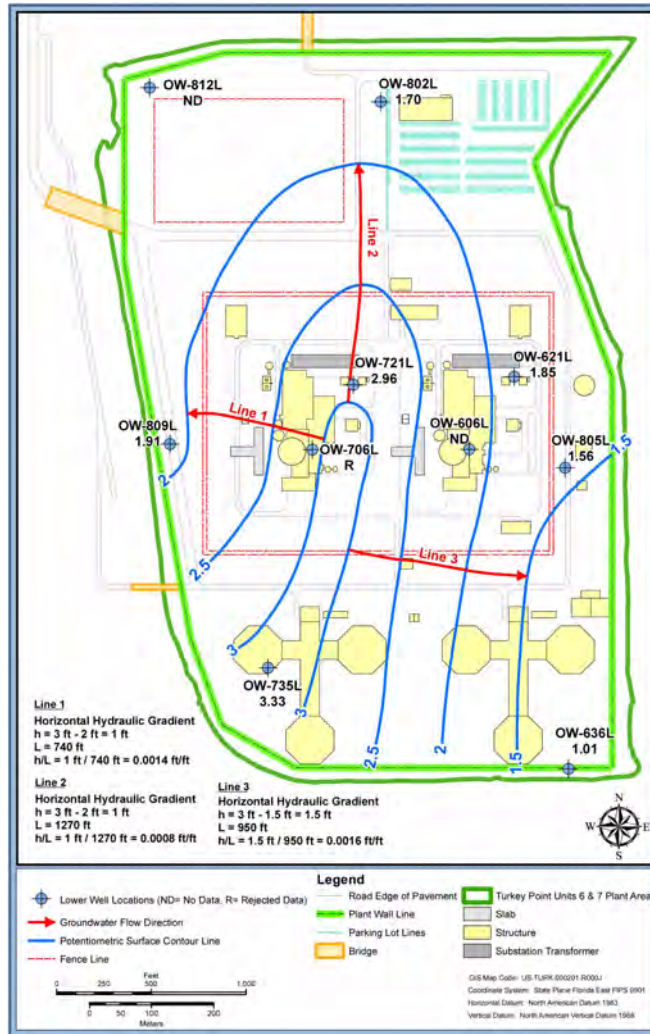 OW-812L
ND
OW-802L
1.70
Line 2
OW-721L
2.96
OW-621L
1.85
Line 1
OW-809L
1.91
OW-706L
R
OW-606L
ND
OW-805L
1.56
1.5
2
2.5
Line 3
3
OW-735L
3.33
3
2.5
2
1.5
OW-636L
1.01
Line 1
Horizontal Hydraulic Gradient
h = 3 ft - 2 ft = 1 ft
L = 740 ft
h/L = 1 ft / 740 ft = 0.0014 ft/ft
Line 2
Horizontal Hydraulic Gradient
h = 3 ft - 2 ft = 1 ft
L = 1270 ft
h/L = 1 ft / 1270 ft = 0.0008 ft/ft
Line 3
Horizontal Hydraulic Gradient
h = 3 ft - 1.5 ft = 1.5 ft
L = 950 ft
h/L = 1.5 ft / 950 ft = 0.0016 ft/ft
N
W E
S
Legend
Lower Well Locations (ND= No Data, R= Rejected Data)
Groundwater Flow Direction
Potentiometric Surface Contour Line
Fence Line
Road Edge of Pavement
Plant Wall Line
Parking Lot Lines
Bridge
Turkey Point Units 6 & 7 Plant Area
Slab
Structure
Substation Transformer
Feet
0 250 500 1,000
0 50 100 200
Meters
GIS Map Code: US-TURK-000201-R000J
Coordinate System: State Plane Florida East FIPS 0901
Horizontal Datum: North American Datum 1983
Vertical Datum: North American Vertical Datum 1988